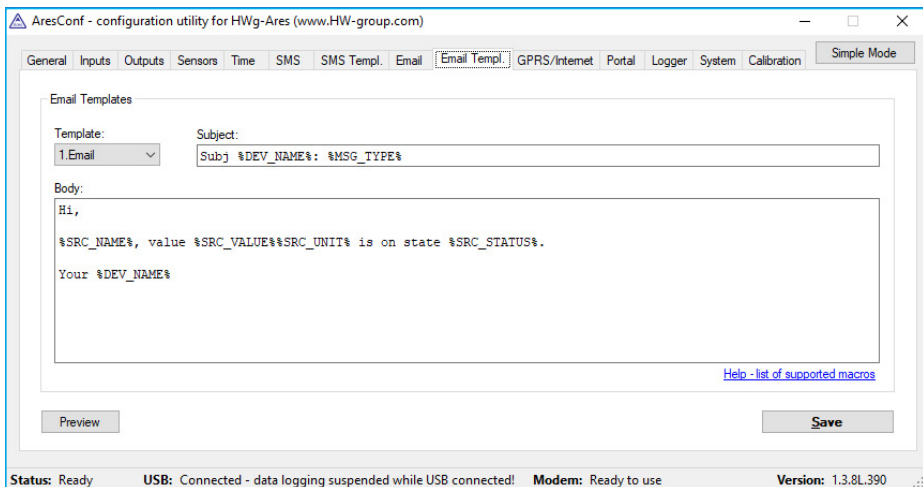 AresConf - configuration utility for HWg-Ares (www.HW-group.com)
General Inputs Outputs Sensors Time SMS SMS Templ. Email Email Templ. GPRS/Internet Portal Logger System Calibration Simple Mode
Email Templates
Template: Subject:
1.Email Subj %DEV_NAME%: %MSG_TYPE%
Body:
Hi,
%SRC_NAME%, value %SRC_VALUE%%SRC_UNIT% is on state %SRC_STATUS%.
Your %DEV_NAME%
Help - list of supported macros
Preview Save
Status: Ready USB: Connected - data logging suspended while USB connected! Modem: Ready to use Version: 1.3.8L.390